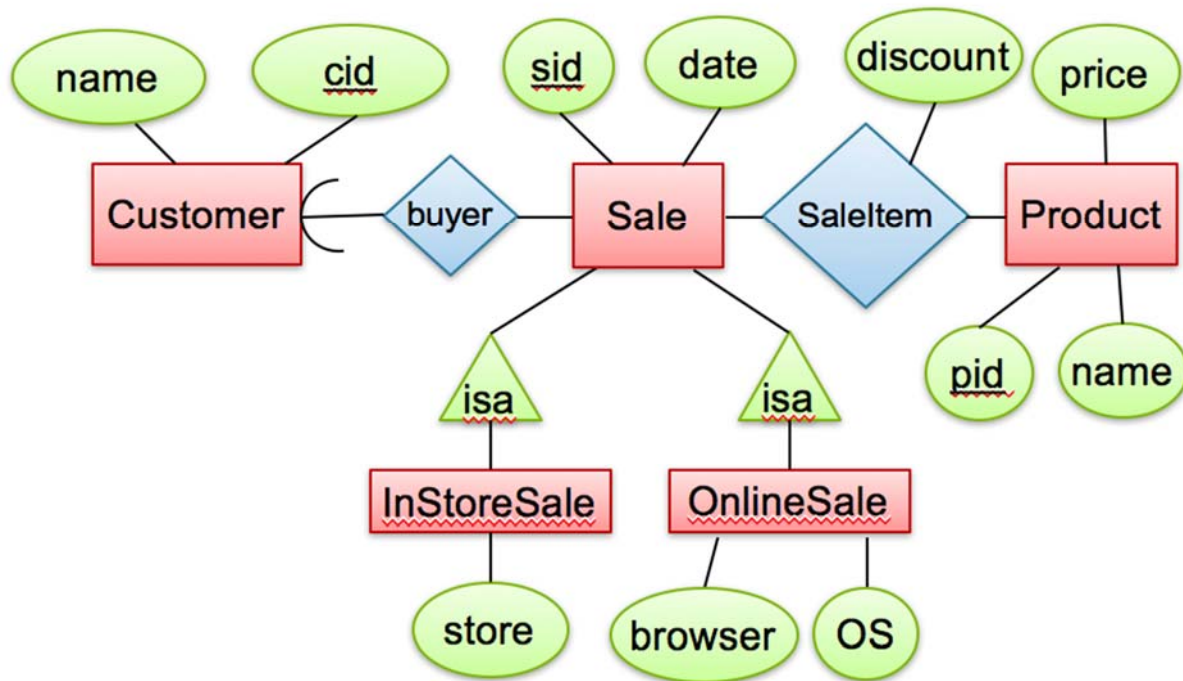 name
cid
sid
date
discount
price
Customer
buyer
Sale
SaleItem
Product
pid
name
isa
isa
InStoreSale
OnlineSale
store
browser
OS